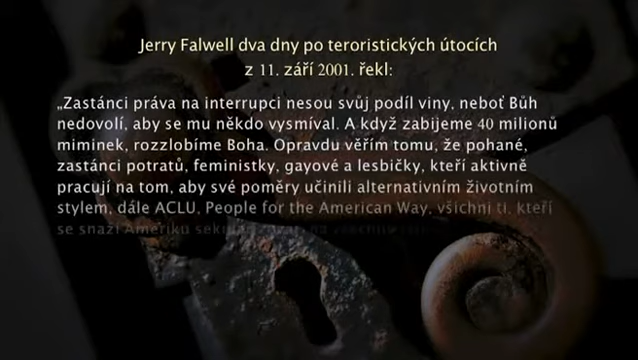 Jerry Falwell dva dny po teroristických útocích
z 11. září 2001. řekl:
„Zastánci práva na interrupci nesou svůj podíl viny, neboť Bůh
nedovolí, aby se mu někdo vysmíval. A když zabijeme 40 milionů
miminek, rozzlobíme Boha. Opravdu věřím tomu, že pohané,
zastánci potratů, feministky, gayové a lesbičky, kteří aktivně
pracují na tom, aby své poměry učinili alternativním životním
stylem, dále ACLU, People for the American Way, všichni ti, kteří
se snaží Ameriku